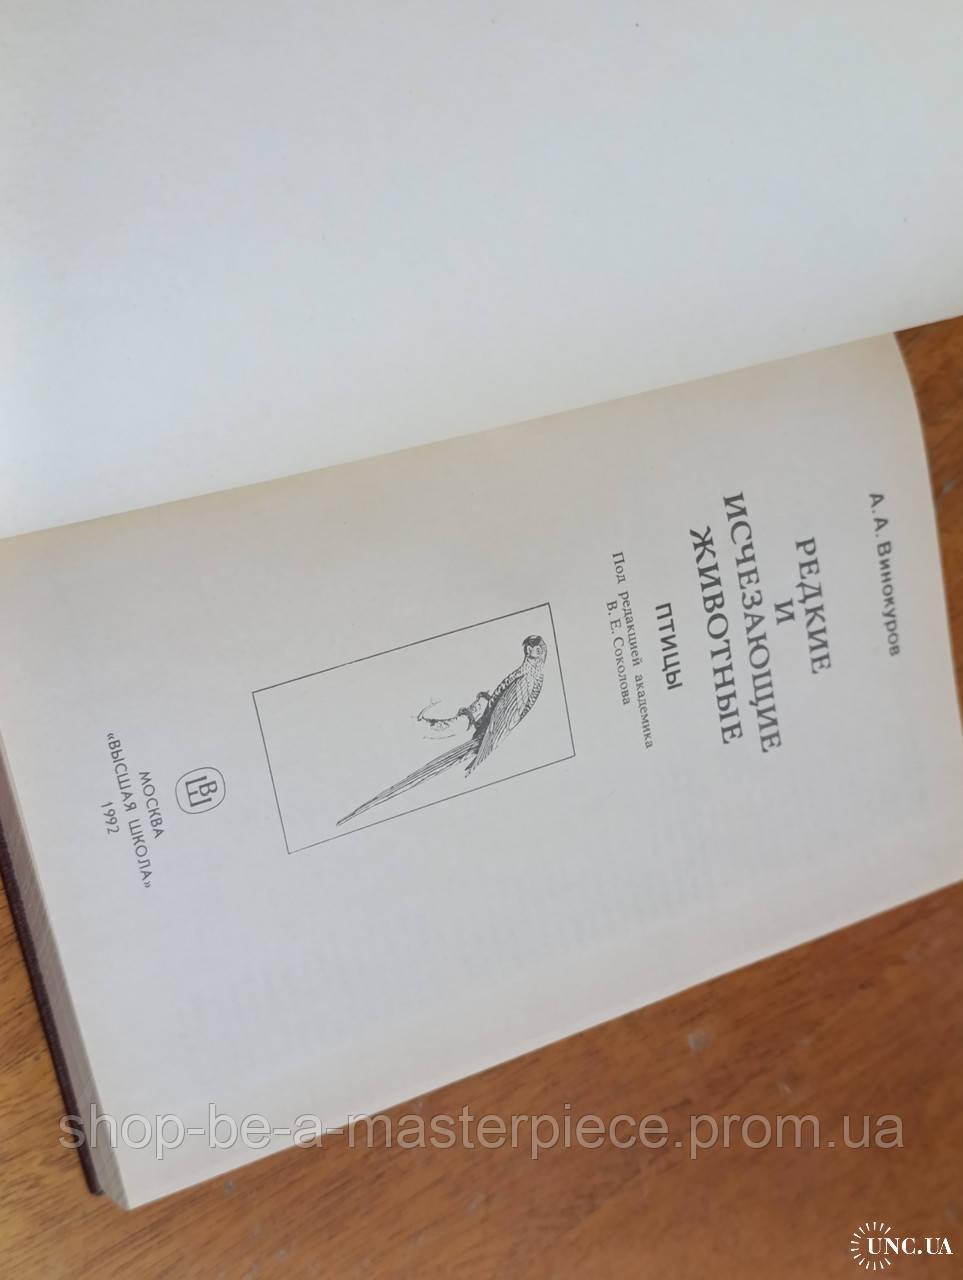 А. А. Винокуров
РЕДКИЕ
И
ИСЧЕЗАЮЩИЕ
ЖИВОТНЫЕ
ПТИЦЫ
Под редакцией академика
В. Е. Соколова
ВШ
МОСКВА
«ВЫСШАЯ ШКОЛА»
1992
shop-be-a-masterpiece.prom.ua
UNC.UA